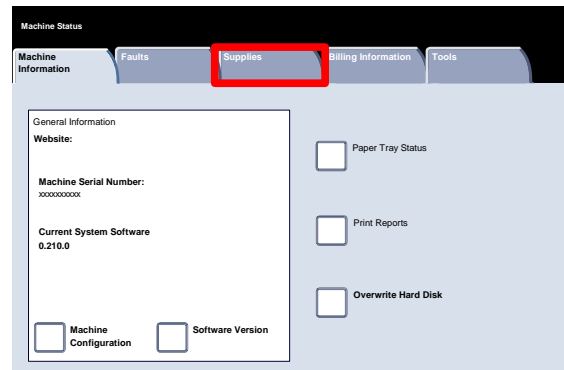 Machine Status
Machine Information
Faults
Supplies
Billing Information
Tools
General Information
Website:
Machine Serial Number:
xxxxxxxxxx
Current System Software
0.210.0
Machine Configuration
Software Version
Paper Tray Status
Print Reports
Overwrite Hard Disk